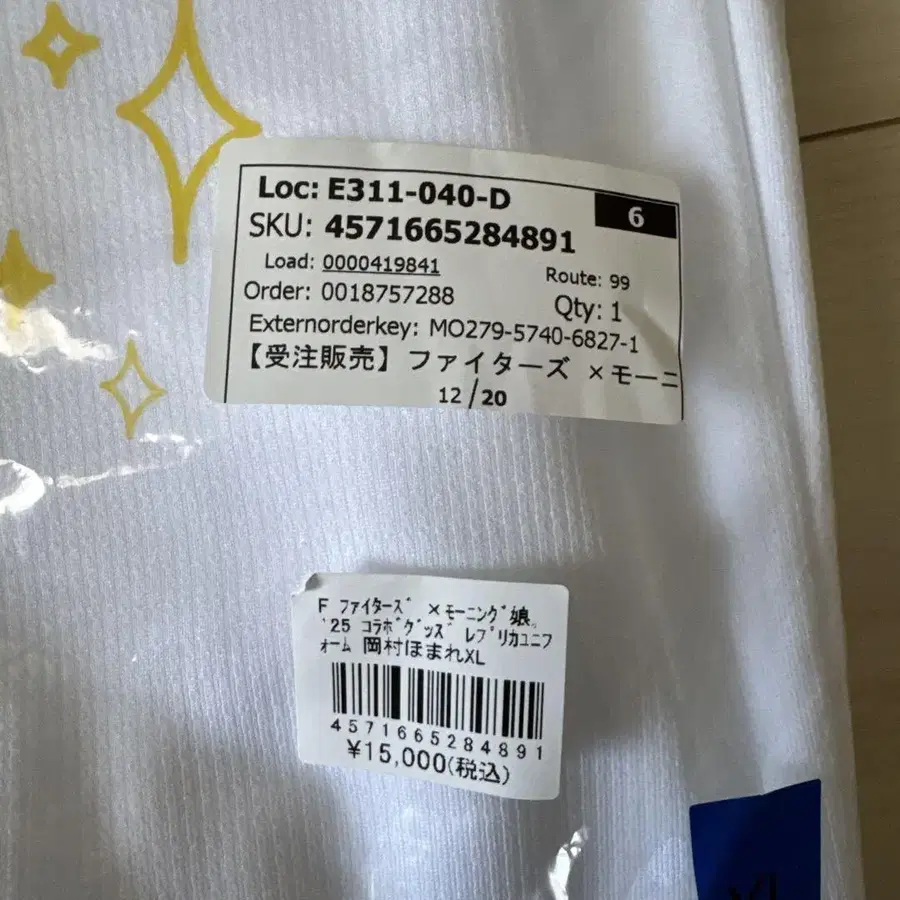 Loc: E311-040-D
6
SKU: 4571665284891
Load: 0000419841
Route: 99
Order: 0018757288
Qty: 1
Externorderkey: MO279-5740-6827-1
【受注販売】ファイターズ ×モーニ
12/20
F ファイターズ ×モーニング娘。
'25 コラボグッズ レプリカユニフ
ォーム 岡村ほまれXL
4571665284891
¥15,000(税込)
XL